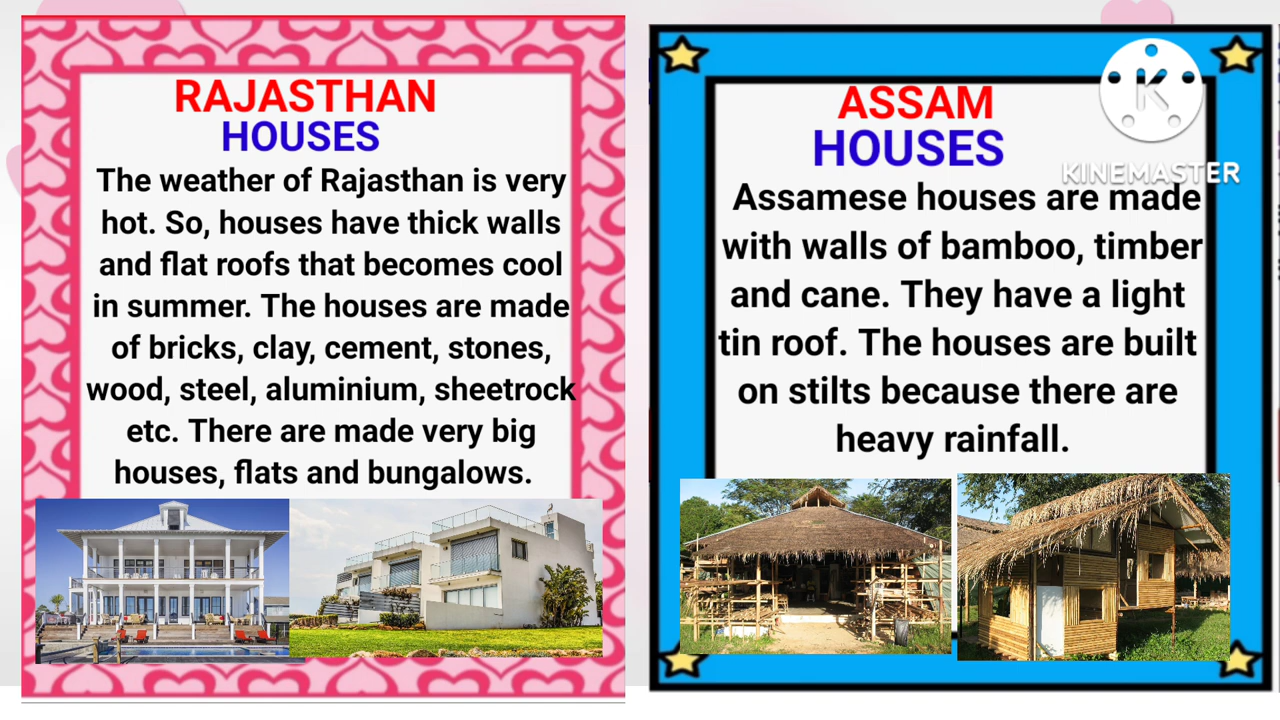 RAJASTHAN
HOUSES
The weather of Rajasthan is very
hot. So, houses have thick walls
and flat roofs that becomes cool
in summer. The houses are made
of bricks, clay, cement, stones,
wood, steel, aluminium, sheetrock
etc. There are made very big
houses, flats and bungalows.
ASSAM
HOUSES
K
KINEMASTER
Assamese houses are made
with walls of bamboo, timber
and cane. They have a light
tin roof. The houses are built
on stilts because there are
heavy rainfall.